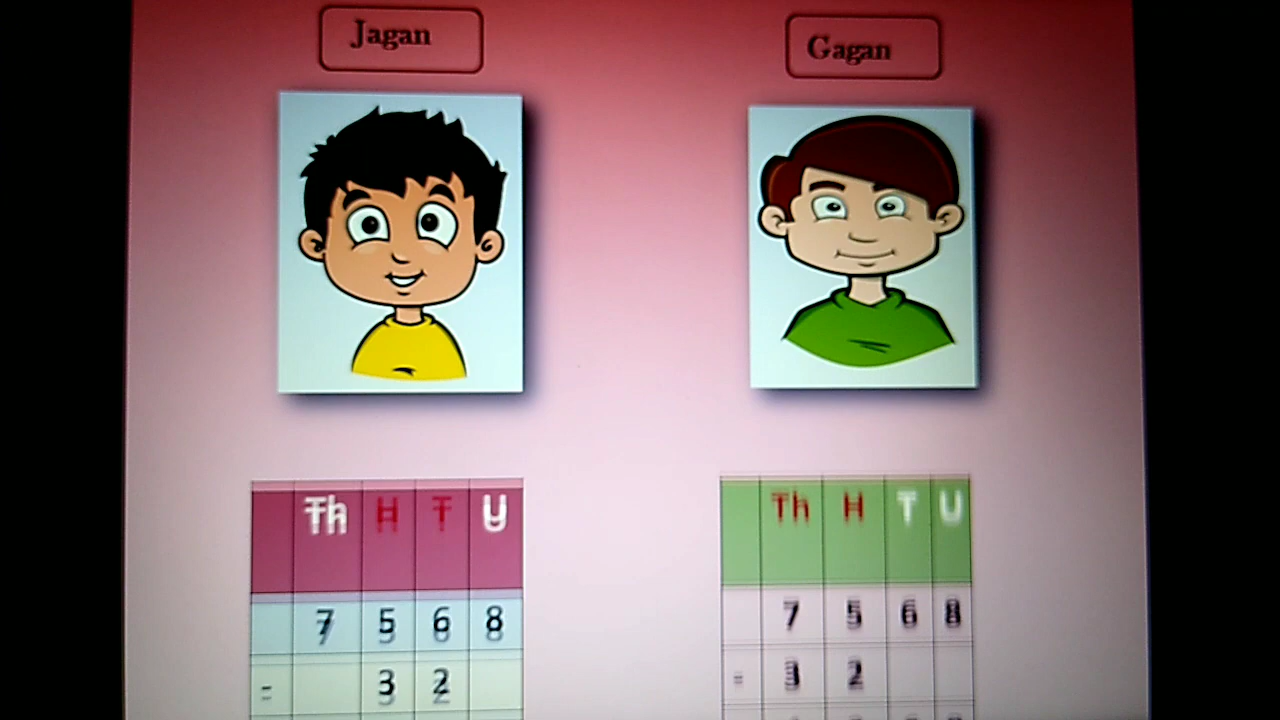 Jagan
Gagan
Th H T U
7 5 6 8
= 3 2
Th H T U
7 5 6 8
= 3 2